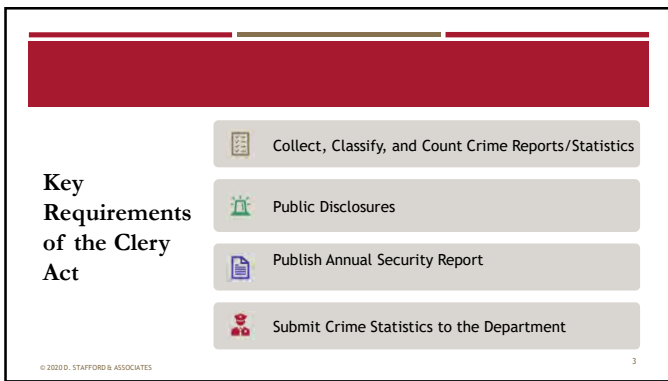 Key
Requirements
of the Clery
Act
Collect, Classify, and Count Crime Reports/Statistics
Public Disclosures
Publish Annual Security Report
Submit Crime Statistics to the Department
© 2020 D. STAFFORD & ASSOCIATES
3